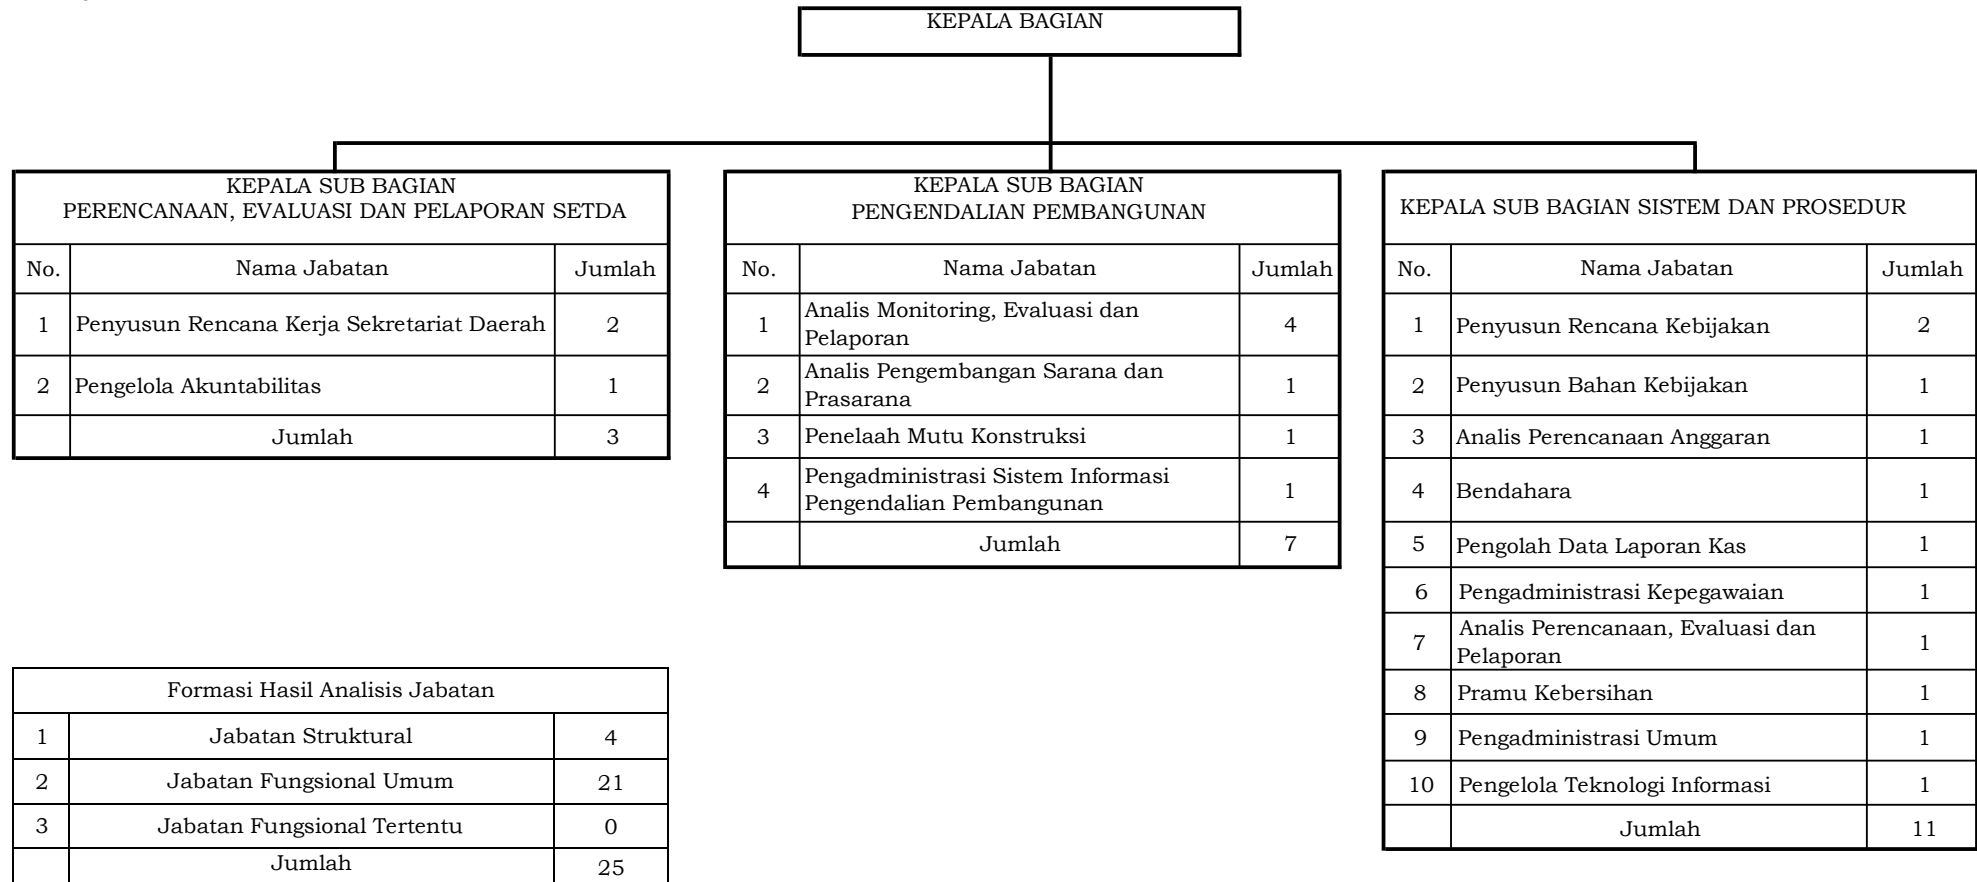 KEPALA BAGIAN
KEPALA SUB BAGIAN
PERENCANAAN, EVALUASI DAN PELAPORAN SETDA
No. Nama Jabatan Jumlah
1 Penyusun Rencana Kerja Sekretariat Daerah 2
2 Pengelola Akuntabilitas 1
Jumlah 3
KEPALA SUB BAGIAN
PENGENDALIAN PEMBANGUNAN
No. Nama Jabatan Jumlah
1 Analis Monitoring, Evaluasi dan
Pelaporan 4
2 Analis Pengembangan Sarana dan
Prasarana 1
3 Penelaah Mutu Konstruksi 1
4 Pengadministrasi Sistem Informasi
Pengendalian Pembangunan 1
Jumlah 7
KEPALA SUB BAGIAN SISTEM DAN PROSEDUR
No. Nama Jabatan Jumlah
1 Penyusun Rencana Kebijakan 2
2 Penyusun Bahan Kebijakan 1
3 Analis Perencanaan Anggaran 1
4 Bendahara 1
5 Pengolah Data Laporan Kas 1
6 Pengadministrasi Kepegawaian 1
7 Analis Perencanaan, Evaluasi dan
Pelaporan 1
8 Pramu Kebersihan 1
9 Pengadministrasi Umum 1
10 Pengelola Teknologi Informasi 1
Jumlah 11
Formasi Hasil Analisis Jabatan
1 Jabatan Struktural 4
2 Jabatan Fungsional Umum 21
3 Jabatan Fungsional Tertentu 0
Jumlah 25